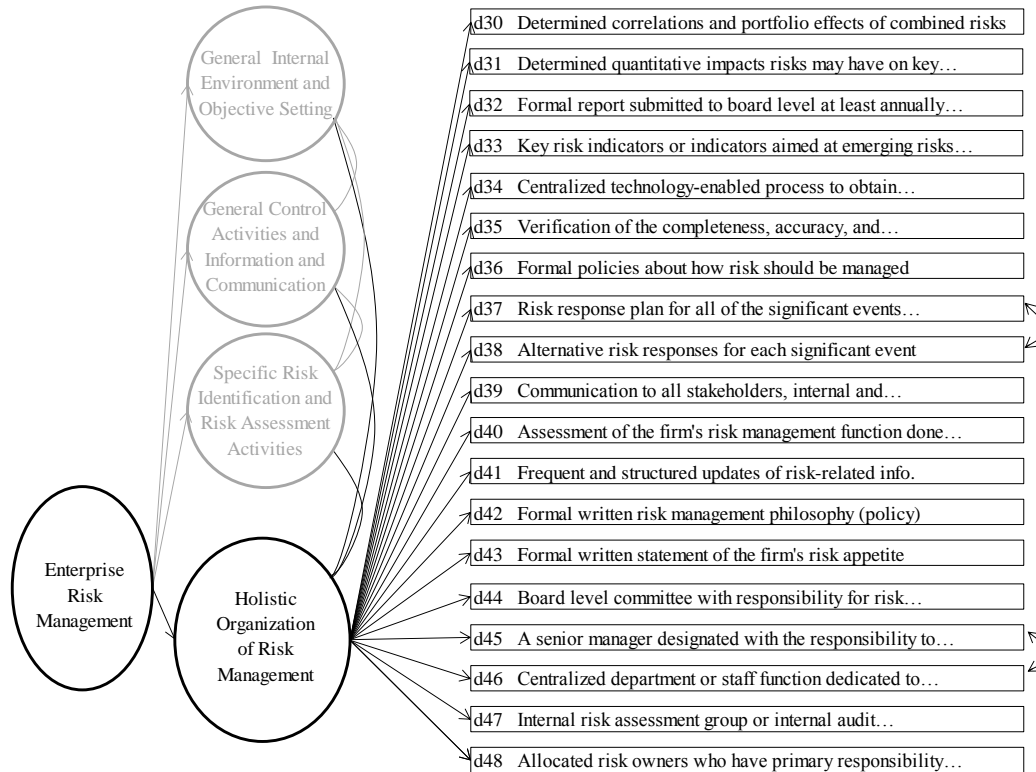 General Internal
Environment and
Objective Setting
General Control
Activities and
Information and
Communication
Specific Risk
Identification and
Risk Assessment
Activities
Enterprise
Risk
Management
Holistic
Organization
of Risk
Management
d30 Determined correlations and portfolio effects of combined risks
d31 Determined quantitative impacts risks may have on key…
d32 Formal report submitted to board level at least annually…
d33 Key risk indicators or indicators aimed at emerging risks…
d34 Centralized technology-enabled process to obtain…
d35 Verification of the completeness, accuracy, and…
d36 Formal policies about how risk should be managed
d37 Risk response plan for all of the significant events…
d38 Alternative risk responses for each significant event
d39 Communication to all stakeholders, internal and…
d40 Assessment of the firm's risk management function done…
d41 Frequent and structured updates of risk-related info.
d42 Formal written risk management philosophy (policy)
d43 Formal written statement of the firm's risk appetite
d44 Board level committee with responsibility for risk…
d45 A senior manager designated with the responsibility to…
d46 Centralized department or staff function dedicated to…
d47 Internal risk assessment group or internal audit…
d48 Allocated risk owners who have primary responsibility…